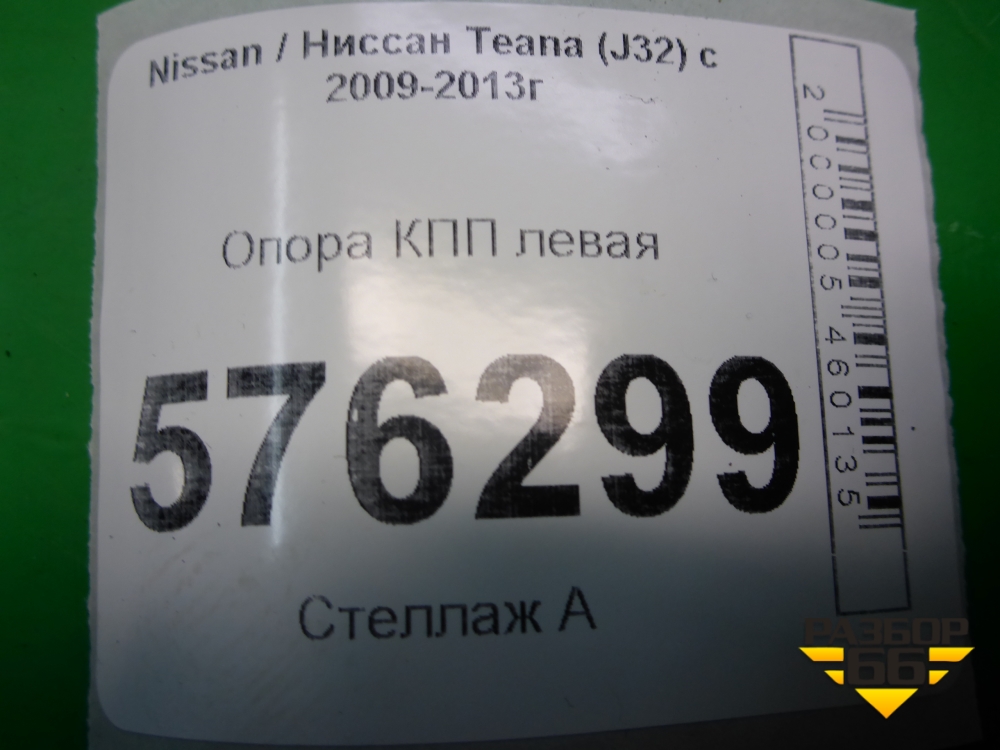 Nissan / Ниссан Teana (J32) с
2009-2013г
Опора КПП левая
576299
Стеллаж А
2000005460135
РАЗБОР
66